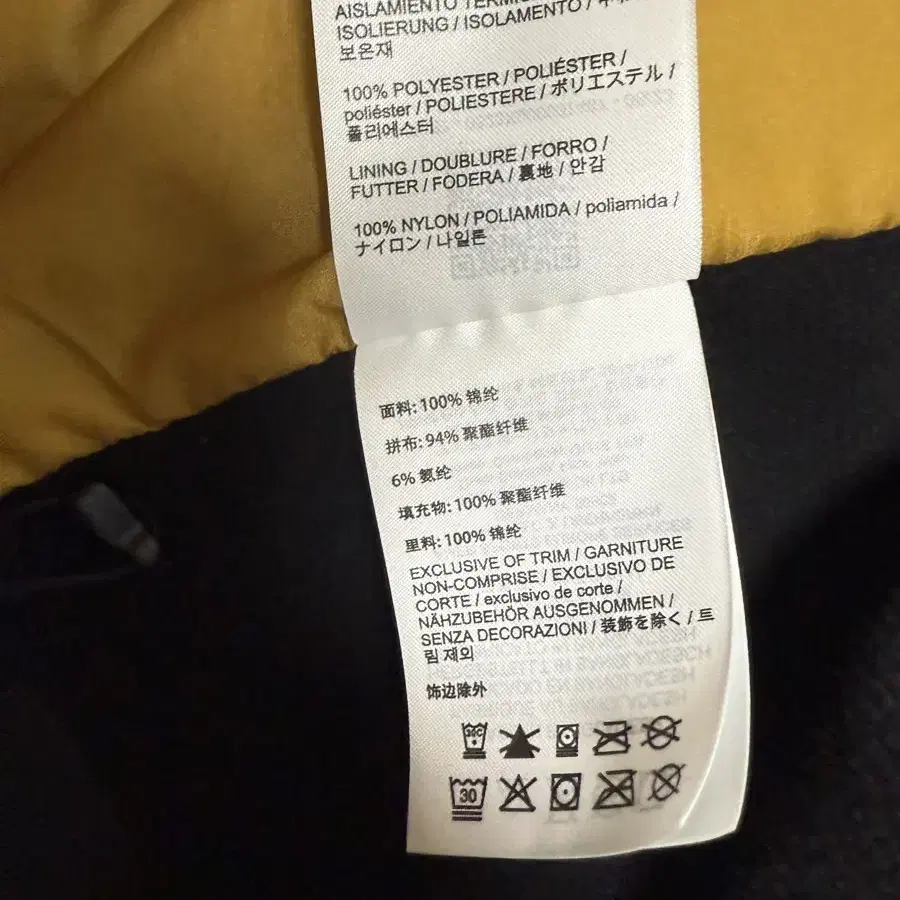 AISLAMIENTO
ISOLIERUNG / ISOLAMENTO /
보온재
100% POLYESTER / POLIÉSTER /
poliéster / POLIESTERE / ポリエステル /
폴리에스터
LINING / DOUBLURE / FORRO /
FUTTER / FODERA / 裏地 / 안감
100% NYLON / POLIAMIDA / poliamida /
ナイロン / 나일론
面料: 100% 锦纶
拼布: 94% 聚酯纤维
6% 氨纶
填充物: 100% 聚酯纤维
里料: 100% 锦纶
EXCLUSIVE OF TRIM / GARNITURE
NON-COMPRISE / EXCLUSIVO DE
CORTE / exclusivo de corte /
NÄHZUBEHÖR AUSGENOMMEN /
SENZA DECORAZIONI / 装飾を除く / 트
림 제외
饰边除外
30